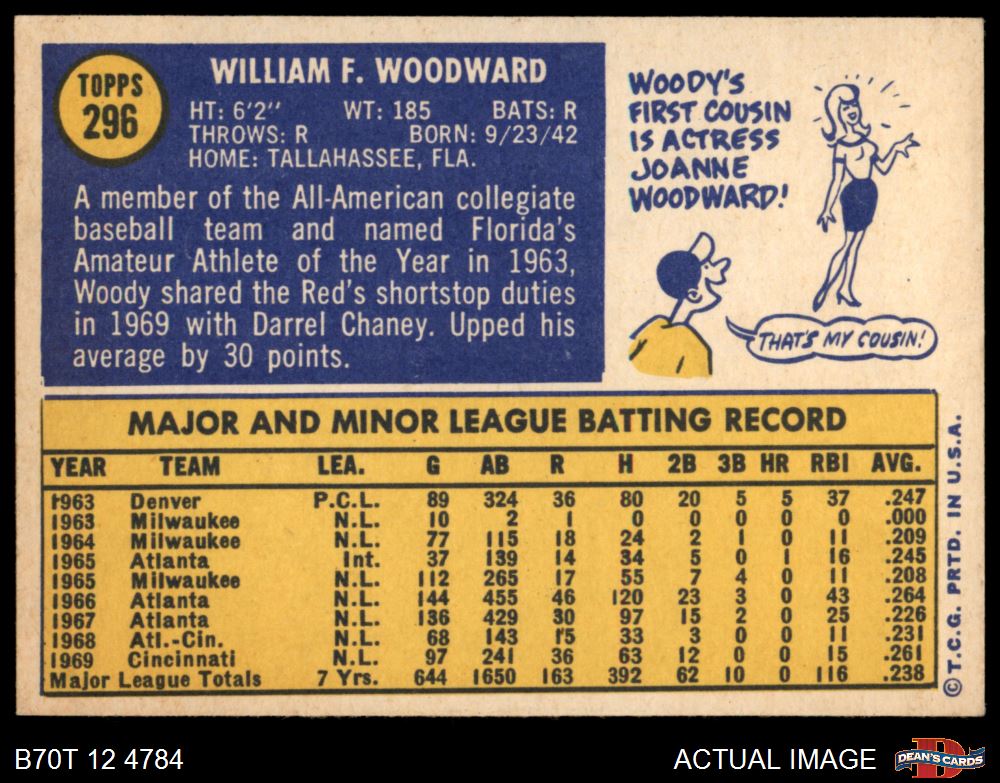 TOPPS
296
WILLIAM F. WOODWARD
HT: 6'2" WT: 185 BATS: R
THROWS: R BORN: 9/23/42
HOME: TALLAHASSEE, FLA.
A member of the All-American collegiate
baseball team and named Florida's
Amateur Athlete of the Year in 1963,
Woody shared the Red's shortstop duties
in 1969 with Darrel Chaney. Upped his
average by 30 points.
WOODY'S
FIRST COUSIN
IS ACTRESS
JOANNE
WOODWARD!
THAT'S MY COUSIN!
MAJOR AND MINOR LEAGUE BATTING RECORD
YEAR TEAM LEA. G AB R H 2B 3B HR RBI AVG.
1963 Denver P.C.L. 89 324 36 80 20 5 5 37 .247
1963 Milwaukee N.L. 10 2 1 0 0 0 0 0 .000
1964 Milwaukee N.L. 77 115 18 24 2 1 0 11 .209
1965 Atlanta Int. 37 139 14 34 5 0 1 16 .245
1965 Milwaukee N.L. 112 265 17 55 7 4 0 11 .208
1966 Atlanta N.L. 144 455 46 120 23 3 0 43 .264
1967 Atlanta N.L. 136 429 30 97 15 2 0 25 .226
1968 Atl.-Cin. N.L. 68 143 15 33 3 0 0 11 .231
1969 Cincinnati N.L. 97 241 36 63 12 0 0 15 .261
Major League Totals 7 Yrs. 644 1650 163 392 62 10 0 116 .238
© T.C.G. PRTD. IN U.S.A.
B70T 12 4784
ACTUAL IMAGE
DEAN'S CARDS